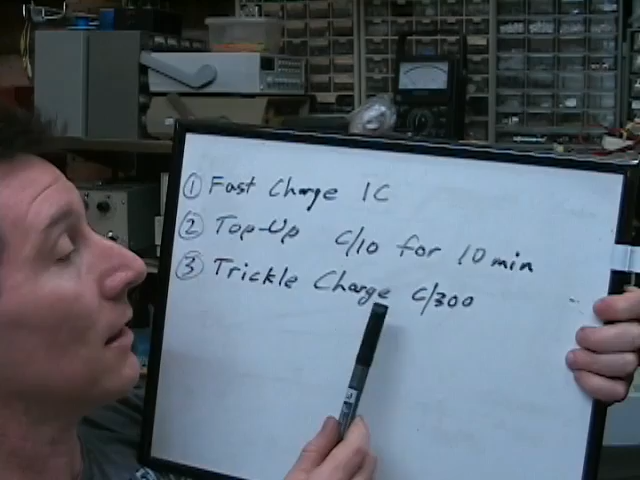 ① Fast Charge 1C
② Top-Up C/10 for 10 min
③ Trickle Charge C/300